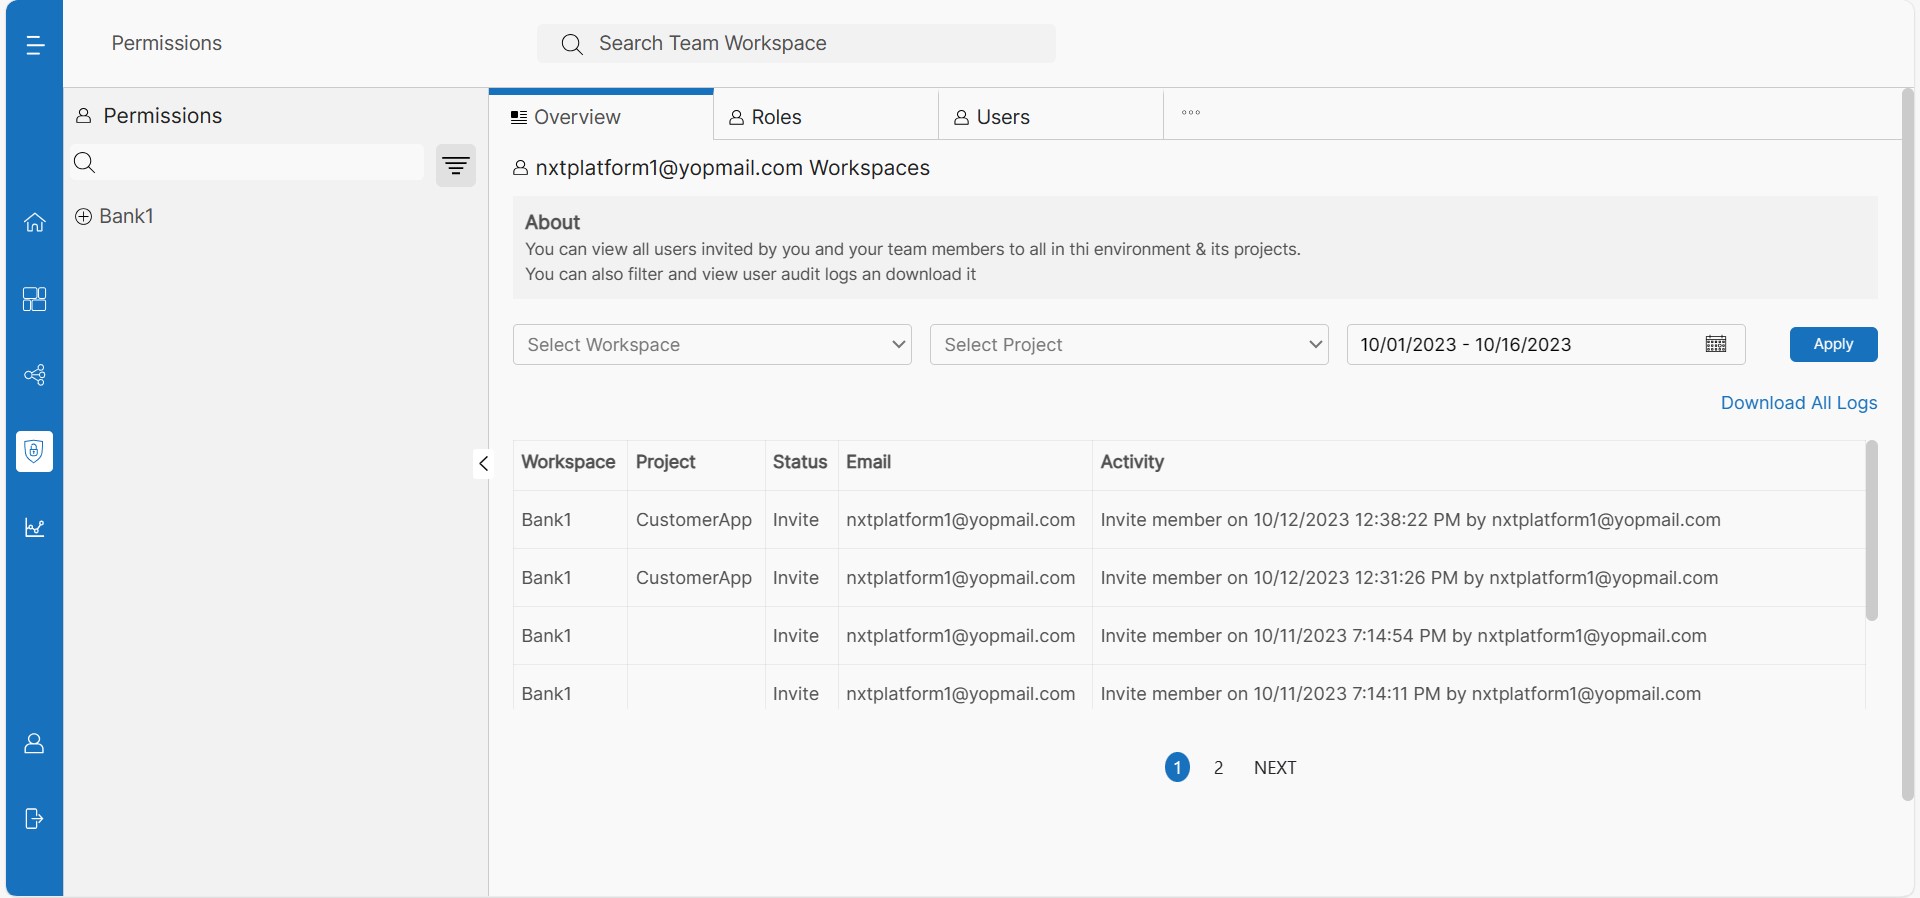 Permissions
Search Team Workspace
Permissions
Bank1
Overview
Roles
Users
nxtplatform1@yopmail.com Workspaces
About
You can view all users invited by you and your team members to all in thi environment & its projects.
You can also filter and view user audit logs an download it
Select Workspace
Select Project
10/01/2023 - 10/16/2023
Apply
Download All Logs
Workspace Project Status Email Activity
Bank1 CustomerApp Invite nxtplatform1@yopmail.com Invite member on 10/12/2023 12:38:22 PM by nxtplatform1@yopmail.com
Bank1 CustomerApp Invite nxtplatform1@yopmail.com Invite member on 10/12/2023 12:31:26 PM by nxtplatform1@yopmail.com
Bank1 Invite nxtplatform1@yopmail.com Invite member on 10/11/2023 7:14:54 PM by nxtplatform1@yopmail.com
Bank1 Invite nxtplatform1@yopmail.com Invite member on 10/11/2023 7:14:11 PM by nxtplatform1@yopmail.com
1 2 NEXT